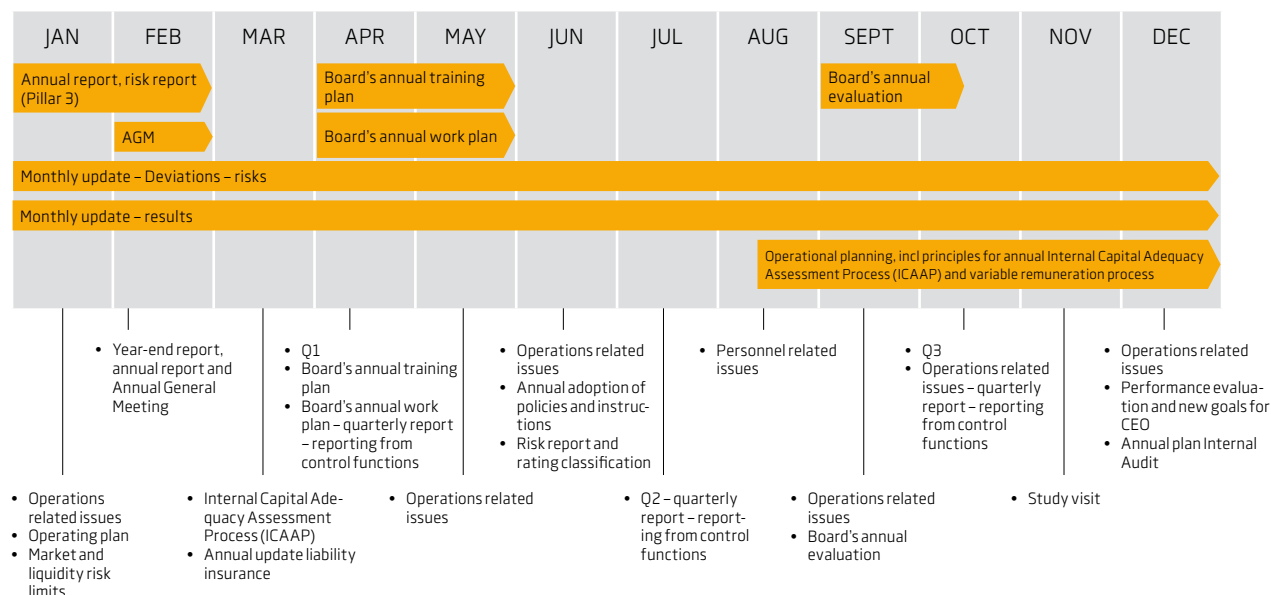 JAN FEB MAR APR MAY JUN JUL AUG SEPT OCT NOV DEC
Annual report, risk report
(Pillar 3)
Board's annual training
plan
Board's annual
evaluation
AGM
Board's annual work plan
Monthly update – Deviations – risks
Monthly update – results
Operational planning, incl principles for annual Internal Capital Adequacy
Assessment Process (ICAAP) and variable remuneration process
• Year-end report,
annual report and
Annual General
Meeting
• Q1
• Board's annual training
plan
• Board's annual work
plan – quarterly report
– reporting from
control functions
• Operations related
issues
• Annual adoption of
policies and instruc-
tions
• Risk report and
rating classification
• Personnel related
issues
• Q3
• Operations related
issues – quarterly
report – reporting
from control
functions
• Operations related
issues
• Performance evalua-
tion and new goals for
CEO
• Annual plan Internal
Audit
• Operations
related issues
• Operating plan
• Market and
liquidity risk
limits
• Internal Capital Ade-
quacy Assessment
Process (ICAAP)
• Annual update liability
insurance
• Operations related
issues
• Q2 – quarterly
report – report-
ing from control
functions
• Operations related
issues
• Board's annual
evaluation
• Study visit